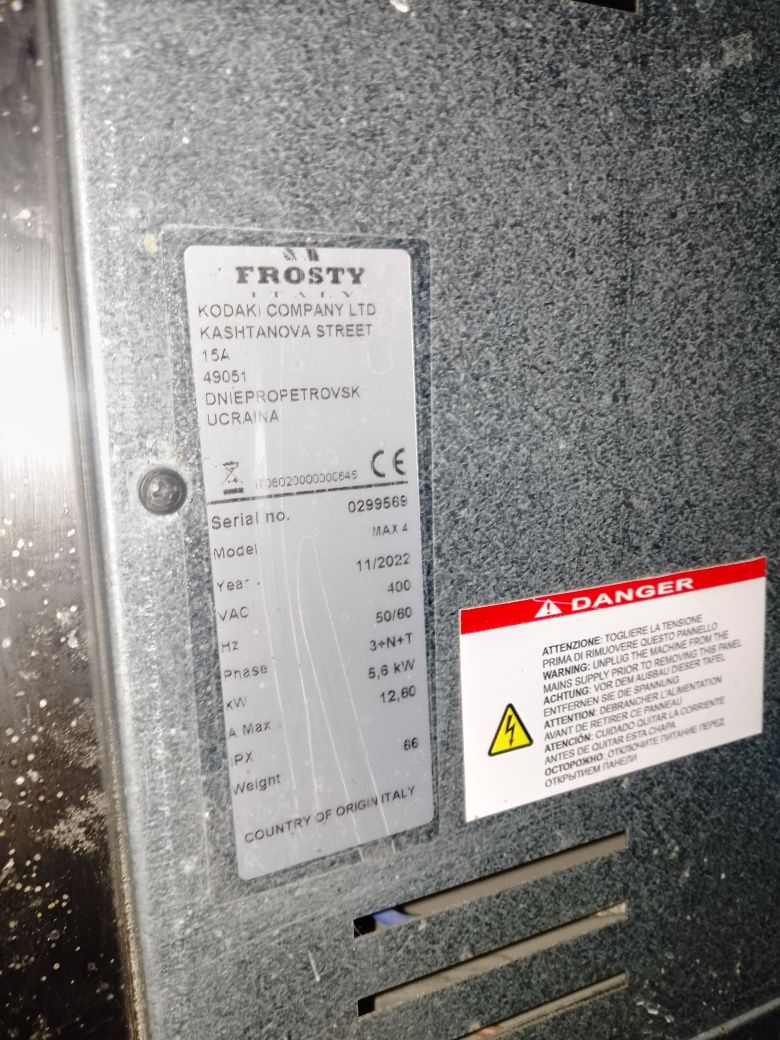 FROSTY
ITALY
KODAKI COMPANY LTD
KASHTANOVA STREET
15A
49051
DNIEPROPETROVSK
UCRAINA
CE
Serial no. 0299569
Model MAX 4
Year 11/2022
VAC 400
Hz 50/60
Phase 3+N+T
kW 5,6 kW
A Max 12,60
IPX
Weight 66
COUNTRY OF ORIGIN ITALY
DANGER
ATTENZIONE: TOGLIERE LA TENSIONE
PRIMA DI RIMUOVERE QUESTO PANNELLO
WARNING: UNPLUG THE MACHINE FROM THE
MAINS SUPPLY PRIOR TO REMOVING THIS PANEL
ACHTUNG: VOR DEM AUSBAU DIESER TAFEL
ENTFERNEN SIE DIE SPANNUNG
ATTENTION: DEBRANCHER L'ALIMENTATION
AVANT DE RETIRER CE PANNEAU
ATENCIÓN: CUIDADO QUITAR LA CORRIENTE
ANTES DE QUITAR ESTA CHAPA
ОСТОРОЖНО: ОТКЛЮЧИТЕ ПИТАНИЕ ПЕРЕД
ОТКРЫТИЕМ ПАНЕЛИ